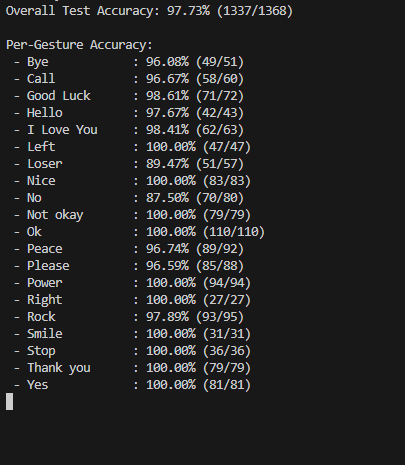 Overall Test Accuracy: 97.73% (1337/1368)
Per-Gesture Accuracy:
- Bye : 96.08% (49/51)
- Call : 96.67% (58/60)
- Good Luck : 98.61% (71/72)
- Hello : 97.67% (42/43)
- I Love You : 98.41% (62/63)
- Left : 100.00% (47/47)
- Loser : 89.47% (51/57)
- Nice : 100.00% (83/83)
- No : 87.50% (70/80)
- Not okay : 100.00% (79/79)
- Ok : 100.00% (110/110)
- Peace : 96.74% (89/92)
- Please : 96.59% (85/88)
- Power : 100.00% (94/94)
- Right : 100.00% (27/27)
- Rock : 97.89% (93/95)
- Smile : 100.00% (31/31)
- Stop : 100.00% (36/36)
- Thank you : 100.00% (79/79)
- Yes : 100.00% (81/81)